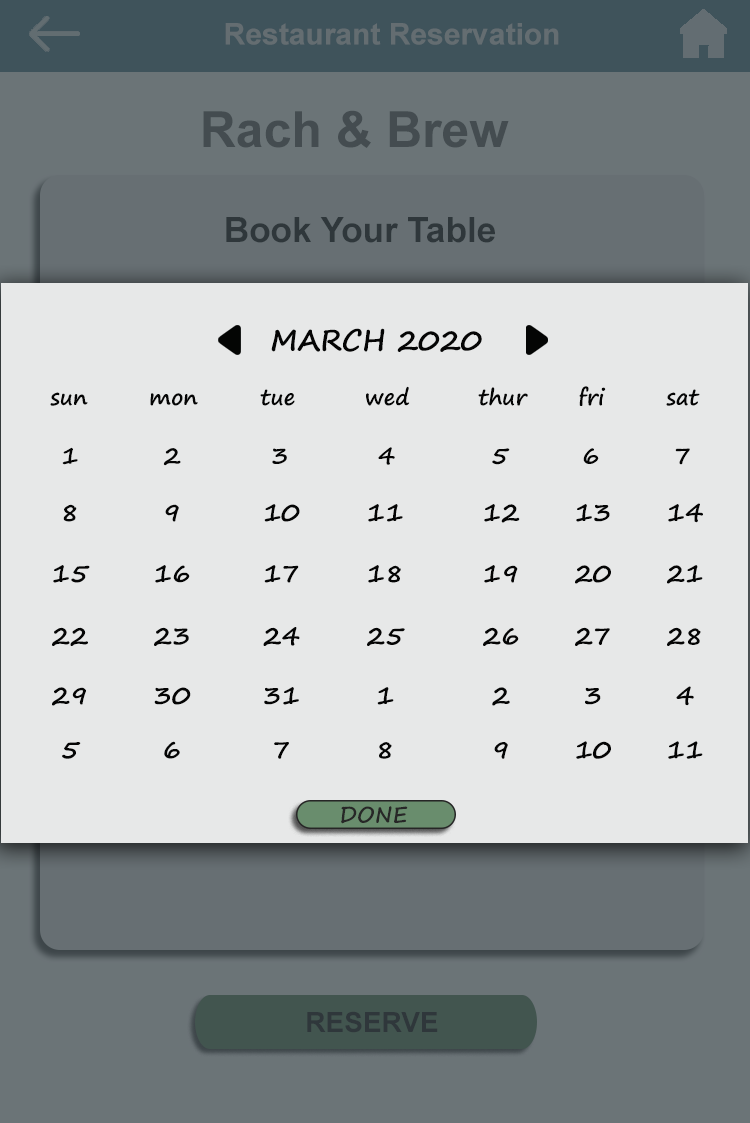 Restaurant Reservation
Rach & Brew
Book Your Table
MARCH 2020
sun mon tue wed thur fri sat
1 2 3 4 5 6 7
8 9 10 11 12 13 14
15 16 17 18 19 20 21
22 23 24 25 26 27 28
29 30 31 1 2 3 4
5 6 7 8 9 10 11
DONE
RESERVE